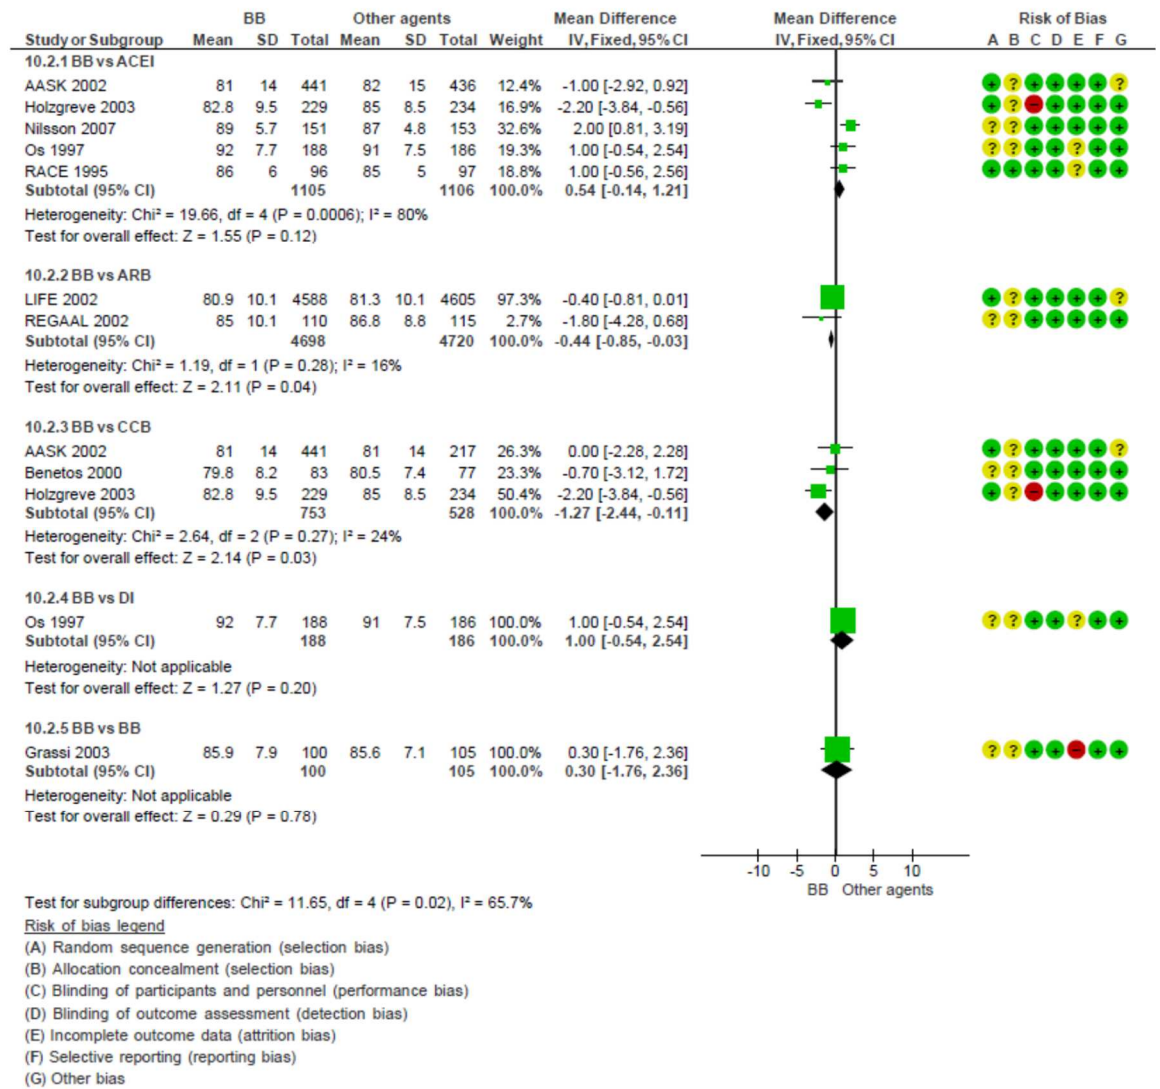 BB Other agents Mean Difference Mean Difference Risk of Bias
Study or Subgroup Mean SD Total Mean SD Total Weight IV, Fixed, 95% CI IV, Fixed, 95% CI A B C D E F G
10.2.1 BB vs ACEI
AASK 2002 81 14 441 82 15 436 12.4% -1.00 [-2.92, 0.92] + ? + + + + ?
Holzgreve 2003 82.8 9.5 229 85 8.5 234 16.9% -2.20 [-3.84, -0.56] + ? - + + + +
Nilsson 2007 89 5.7 151 87 4.8 153 32.6% 2.00 [0.81, 3.19] ? ? + + + + +
Os 1997 92 7.7 188 91 7.5 186 19.3% 1.00 [-0.54, 2.54] ? ? + + ? + +
RACE 1995 86 6 96 85 5 97 18.8% 1.00 [-0.56, 2.56] + + + + ? + +
Subtotal (95% CI) 1105 1106 100.0% 0.54 [-0.14, 1.21]
Heterogeneity: Chi² = 19.66, df = 4 (P = 0.0006); I² = 80%
Test for overall effect: Z = 1.55 (P = 0.12)
10.2.2 BB vs ARB
LIFE 2002 80.9 10.1 4588 81.3 10.1 4605 97.3% -0.40 [-0.81, 0.01] + ? + + + + ?
REGAAL 2002 85 10.1 110 86.8 8.8 115 2.7% -1.80 [-4.28, 0.68] ? ? + + + + +
Subtotal (95% CI) 4698 4720 100.0% -0.44 [-0.85, -0.03]
Heterogeneity: Chi² = 1.19, df = 1 (P = 0.28); I² = 16%
Test for overall effect: Z = 2.11 (P = 0.04)
10.2.3 BB vs CCB
AASK 2002 81 14 441 81 14 217 26.3% 0.00 [-2.28, 2.28] + ? + + + + ?
Benetos 2000 79.8 8.2 83 80.5 7.4 77 23.3% -0.70 [-3.12, 1.72] ? ? + + + + +
Holzgreve 2003 82.8 9.5 229 85 8.5 234 50.4% -2.20 [-3.84, -0.56] + ? - + + + +
Subtotal (95% CI) 753 528 100.0% -1.27 [-2.44, -0.11]
Heterogeneity: Chi² = 2.64, df = 2 (P = 0.27); I² = 24%
Test for overall effect: Z = 2.14 (P = 0.03)
10.2.4 BB vs DI
Os 1997 92 7.7 188 91 7.5 186 100.0% 1.00 [-0.54, 2.54] ? ? + + ? + +
Subtotal (95% CI) 188 186 100.0% 1.00 [-0.54, 2.54]
Heterogeneity: Not applicable
Test for overall effect: Z = 1.27 (P = 0.20)
10.2.5 BB vs BB
Grassi 2003 85.9 7.9 100 85.6 7.1 105 100.0% 0.30 [-1.76, 2.36] ? ? + + - + +
Subtotal (95% CI) 100 105 100.0% 0.30 [-1.76, 2.36]
Heterogeneity: Not applicable
Test for overall effect: Z = 0.29 (P = 0.78)
-10 -5 0 5 10
BB Other agents
Test for subgroup differences: Chi² = 11.65, df = 4 (P = 0.02), I² = 65.7%
Risk of bias legend
(A) Random sequence generation (selection bias)
(B) Allocation concealment (selection bias)
(C) Blinding of participants and personnel (performance bias)
(D) Blinding of outcome assessment (detection bias)
(E) Incomplete outcome data (attrition bias)
(F) Selective reporting (reporting bias)
(G) Other bias